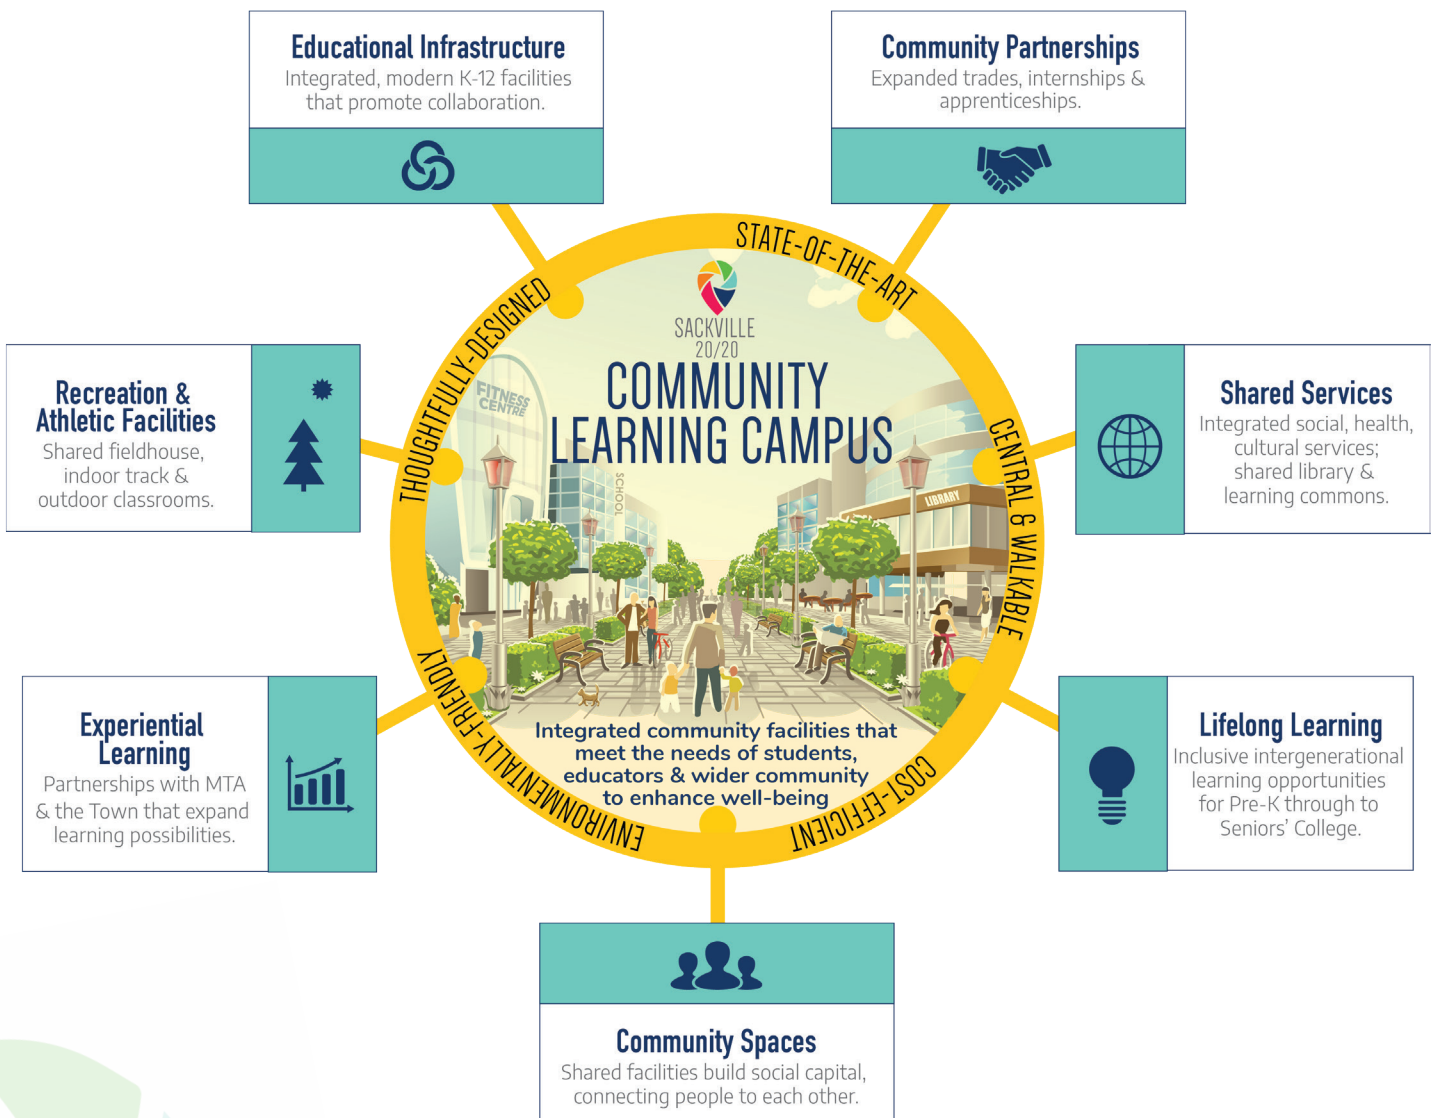 Educational Infrastructure
Integrated, modern K-12 facilities
that promote collaboration.
Community Partnerships
Expanded trades, internships &
apprenticeships.
THOUGHTFULLY-DESIGNED
STATE-OF-THE-ART
CENTRAL & WALKABLE
COST-EFFICIENT
ENVIRONMENTALLY-FRIENDLY
SACKVILLE
20/20
COMMUNITY
LEARNING CAMPUS
FITNESS
CENTRE
SCHOOL
LIBRARY
Integrated community facilities that
meet the needs of students,
educators & wider community
to enhance well-being
Recreation &
Athletic Facilities
Shared fieldhouse,
indoor track &
outdoor classrooms.
Shared Services
Integrated social, health,
cultural services;
shared library &
learning commons.
Experiential
Learning
Partnerships with MTA
& the Town that expand
learning possibilities.
Lifelong Learning
Inclusive intergenerational
learning opportunities
for Pre-K through to
Seniors’ College.
Community Spaces
Shared facilities build social capital,
connecting people to each other.